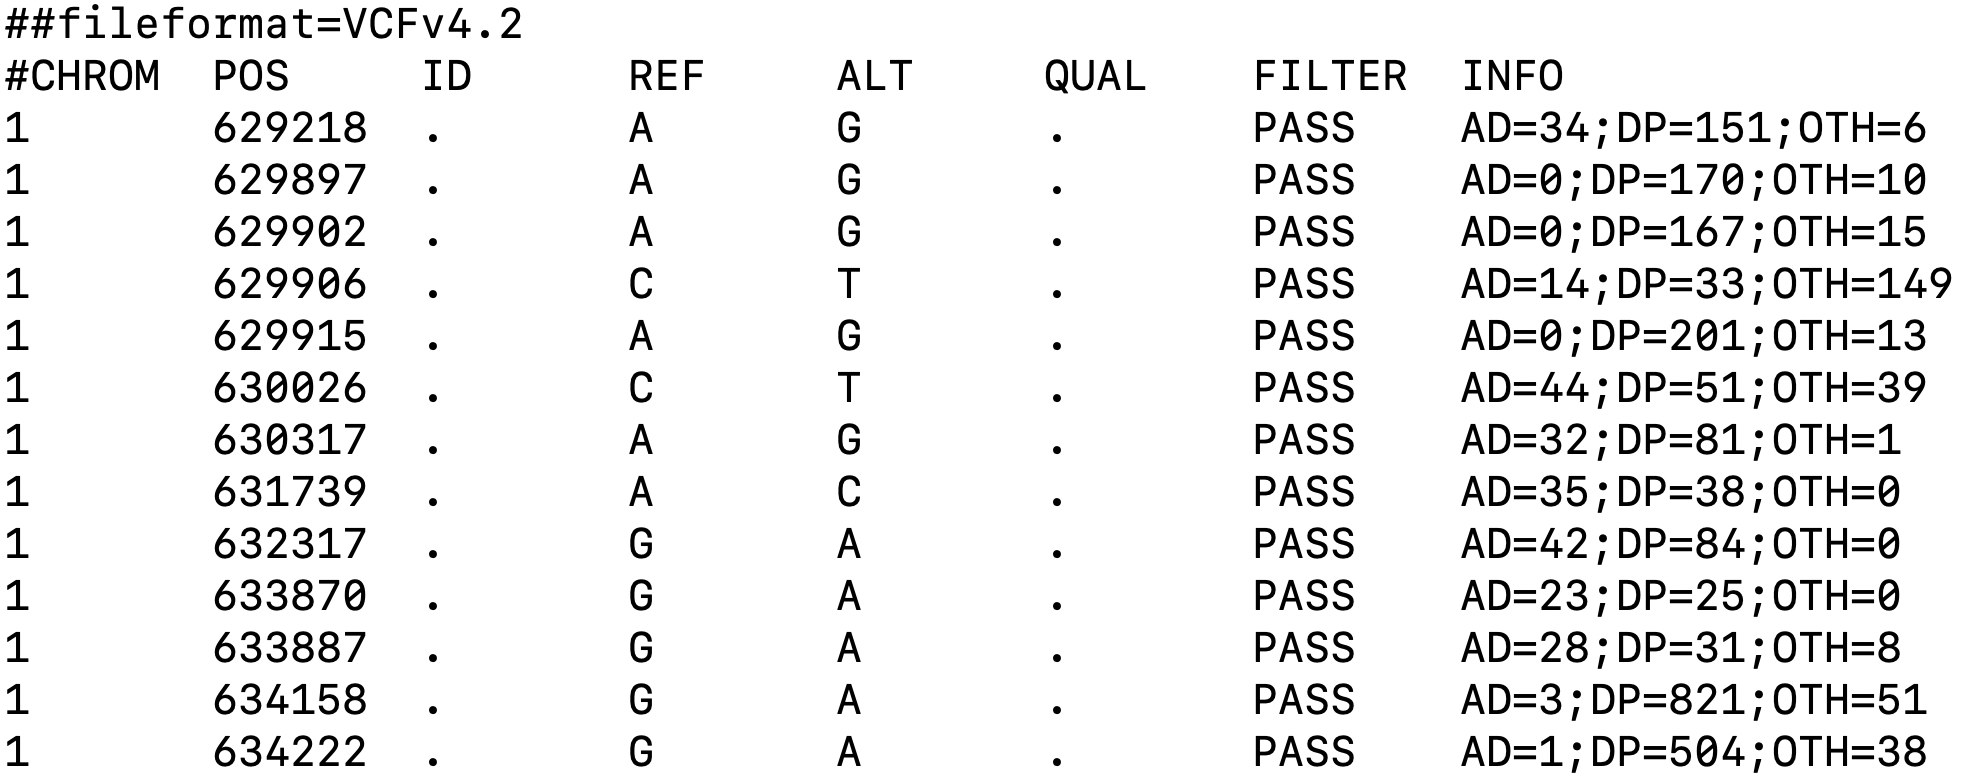 ##fileformat=VCFv4.2
#CHROM POS ID REF ALT QUAL FILTER INFO
1 629218 . A G . PASS AD=34;DP=151;OTH=6
1 629897 . A G . PASS AD=0;DP=170;OTH=10
1 629902 . A G . PASS AD=0;DP=167;OTH=15
1 629906 . C T . PASS AD=14;DP=33;OTH=149
1 629915 . A G . PASS AD=0;DP=201;OTH=13
1 630026 . C T . PASS AD=44;DP=51;OTH=39
1 630317 . A G . PASS AD=32;DP=81;OTH=1
1 631739 . A C . PASS AD=35;DP=38;OTH=0
1 632317 . G A . PASS AD=42;DP=84;OTH=0
1 633870 . G A . PASS AD=23;DP=25;OTH=0
1 633887 . G A . PASS AD=28;DP=31;OTH=8
1 634158 . G A . PASS AD=3;DP=821;OTH=51
1 634222 . G A . PASS AD=1;DP=504;OTH=38